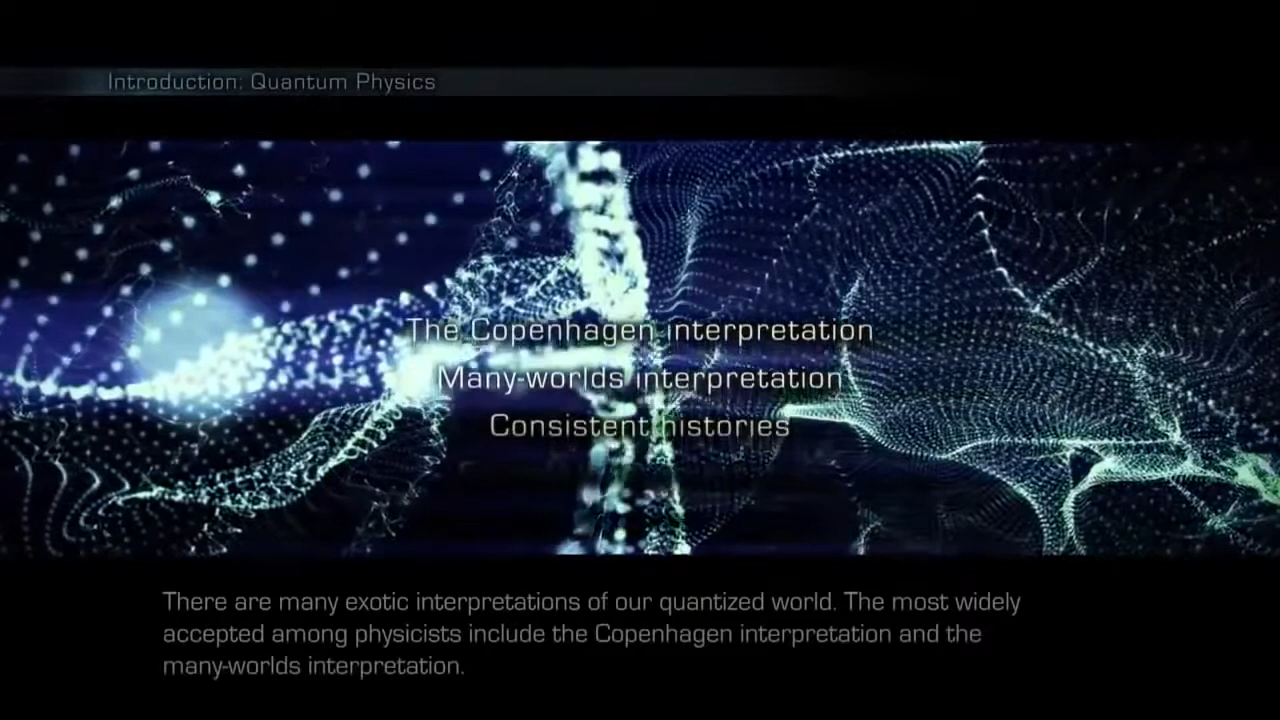 Introduction: Quantum Physics
The Copenhagen interpretation
Many-worlds interpretation
Consistent histories
There are many exotic interpretations of our quantized world. The most widely
accepted among physicists include the Copenhagen interpretation and the
many-worlds interpretation.